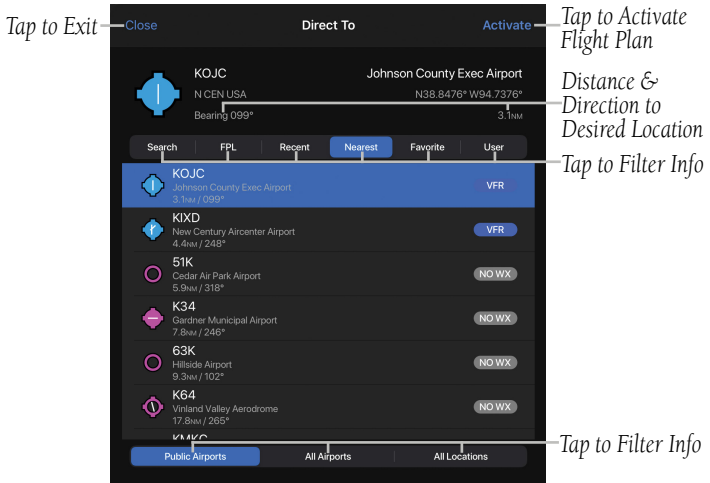 Tap to Exit
Close
Direct To
Activate
Tap to Activate
Flight Plan
KOJC
Johnson County Exec Airport
N CEN USA
N38.8476° W94.7376°
Bearing 099°
3.1NM
Distance &
Direction to
Desired Location
Search
FPL
Recent
Nearest
Favorite
User
Tap to Filter Info
KOJC
Johnson County Exec Airport
3.1NM / 099°
VFR
KIXD
New Century Aircenter Airport
4.4NM / 248°
VFR
51K
Cedar Air Park Airport
5.9NM / 318°
NO WX
K34
Gardner Municipal Airport
7.8NM / 246°
NO WX
63K
Hillside Airport
9.3NM / 102°
NO WX
K64
Vinland Valley Aerodrome
17.8NM / 265°
NO WX
KMKC
Public Airports
All Airports
All Locations
Tap to Filter Info